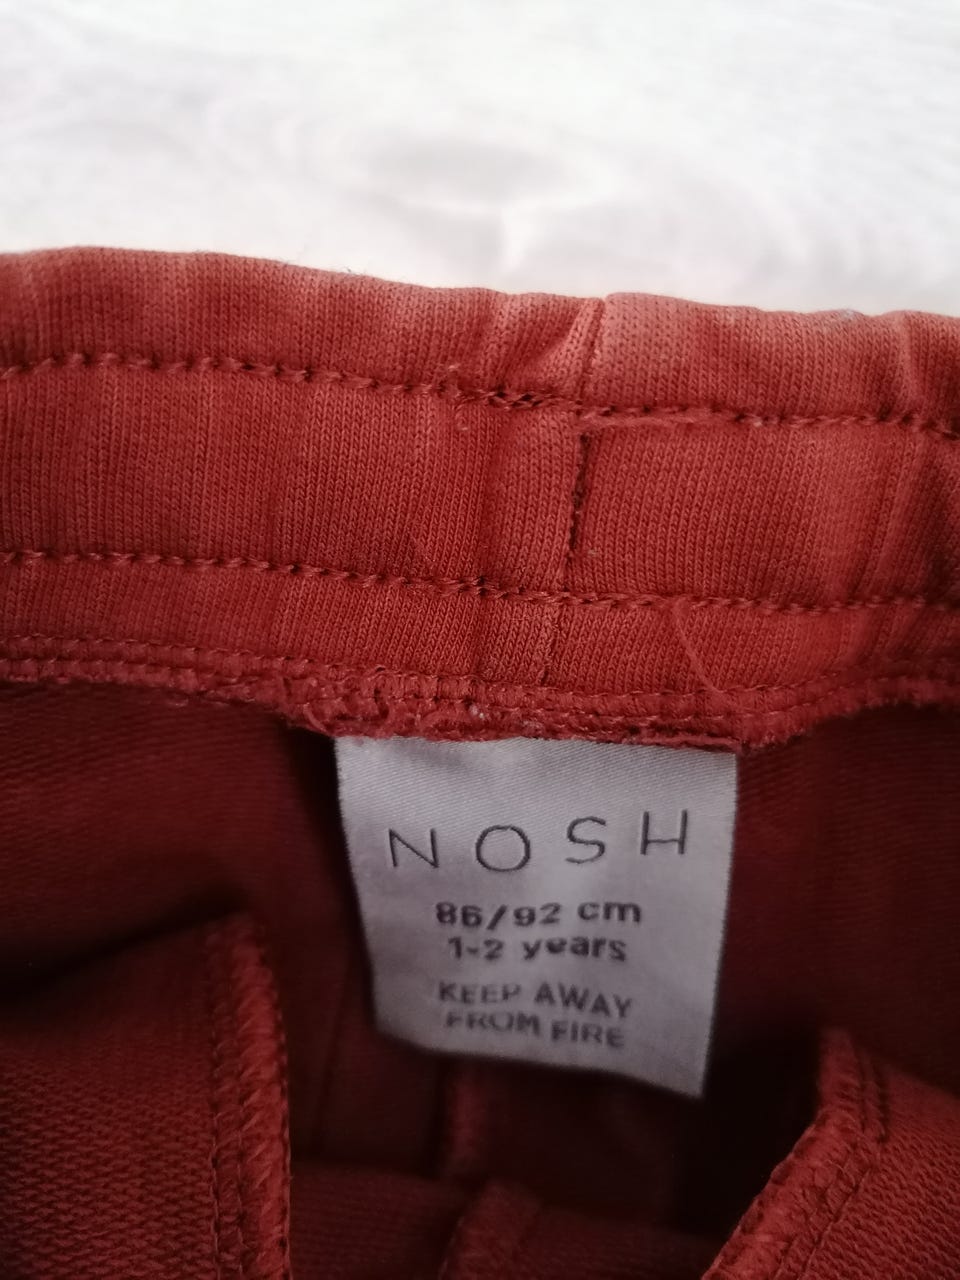 NOSH
86/92 cm
1-2 years
KEEP AWAY
FROM FIRE